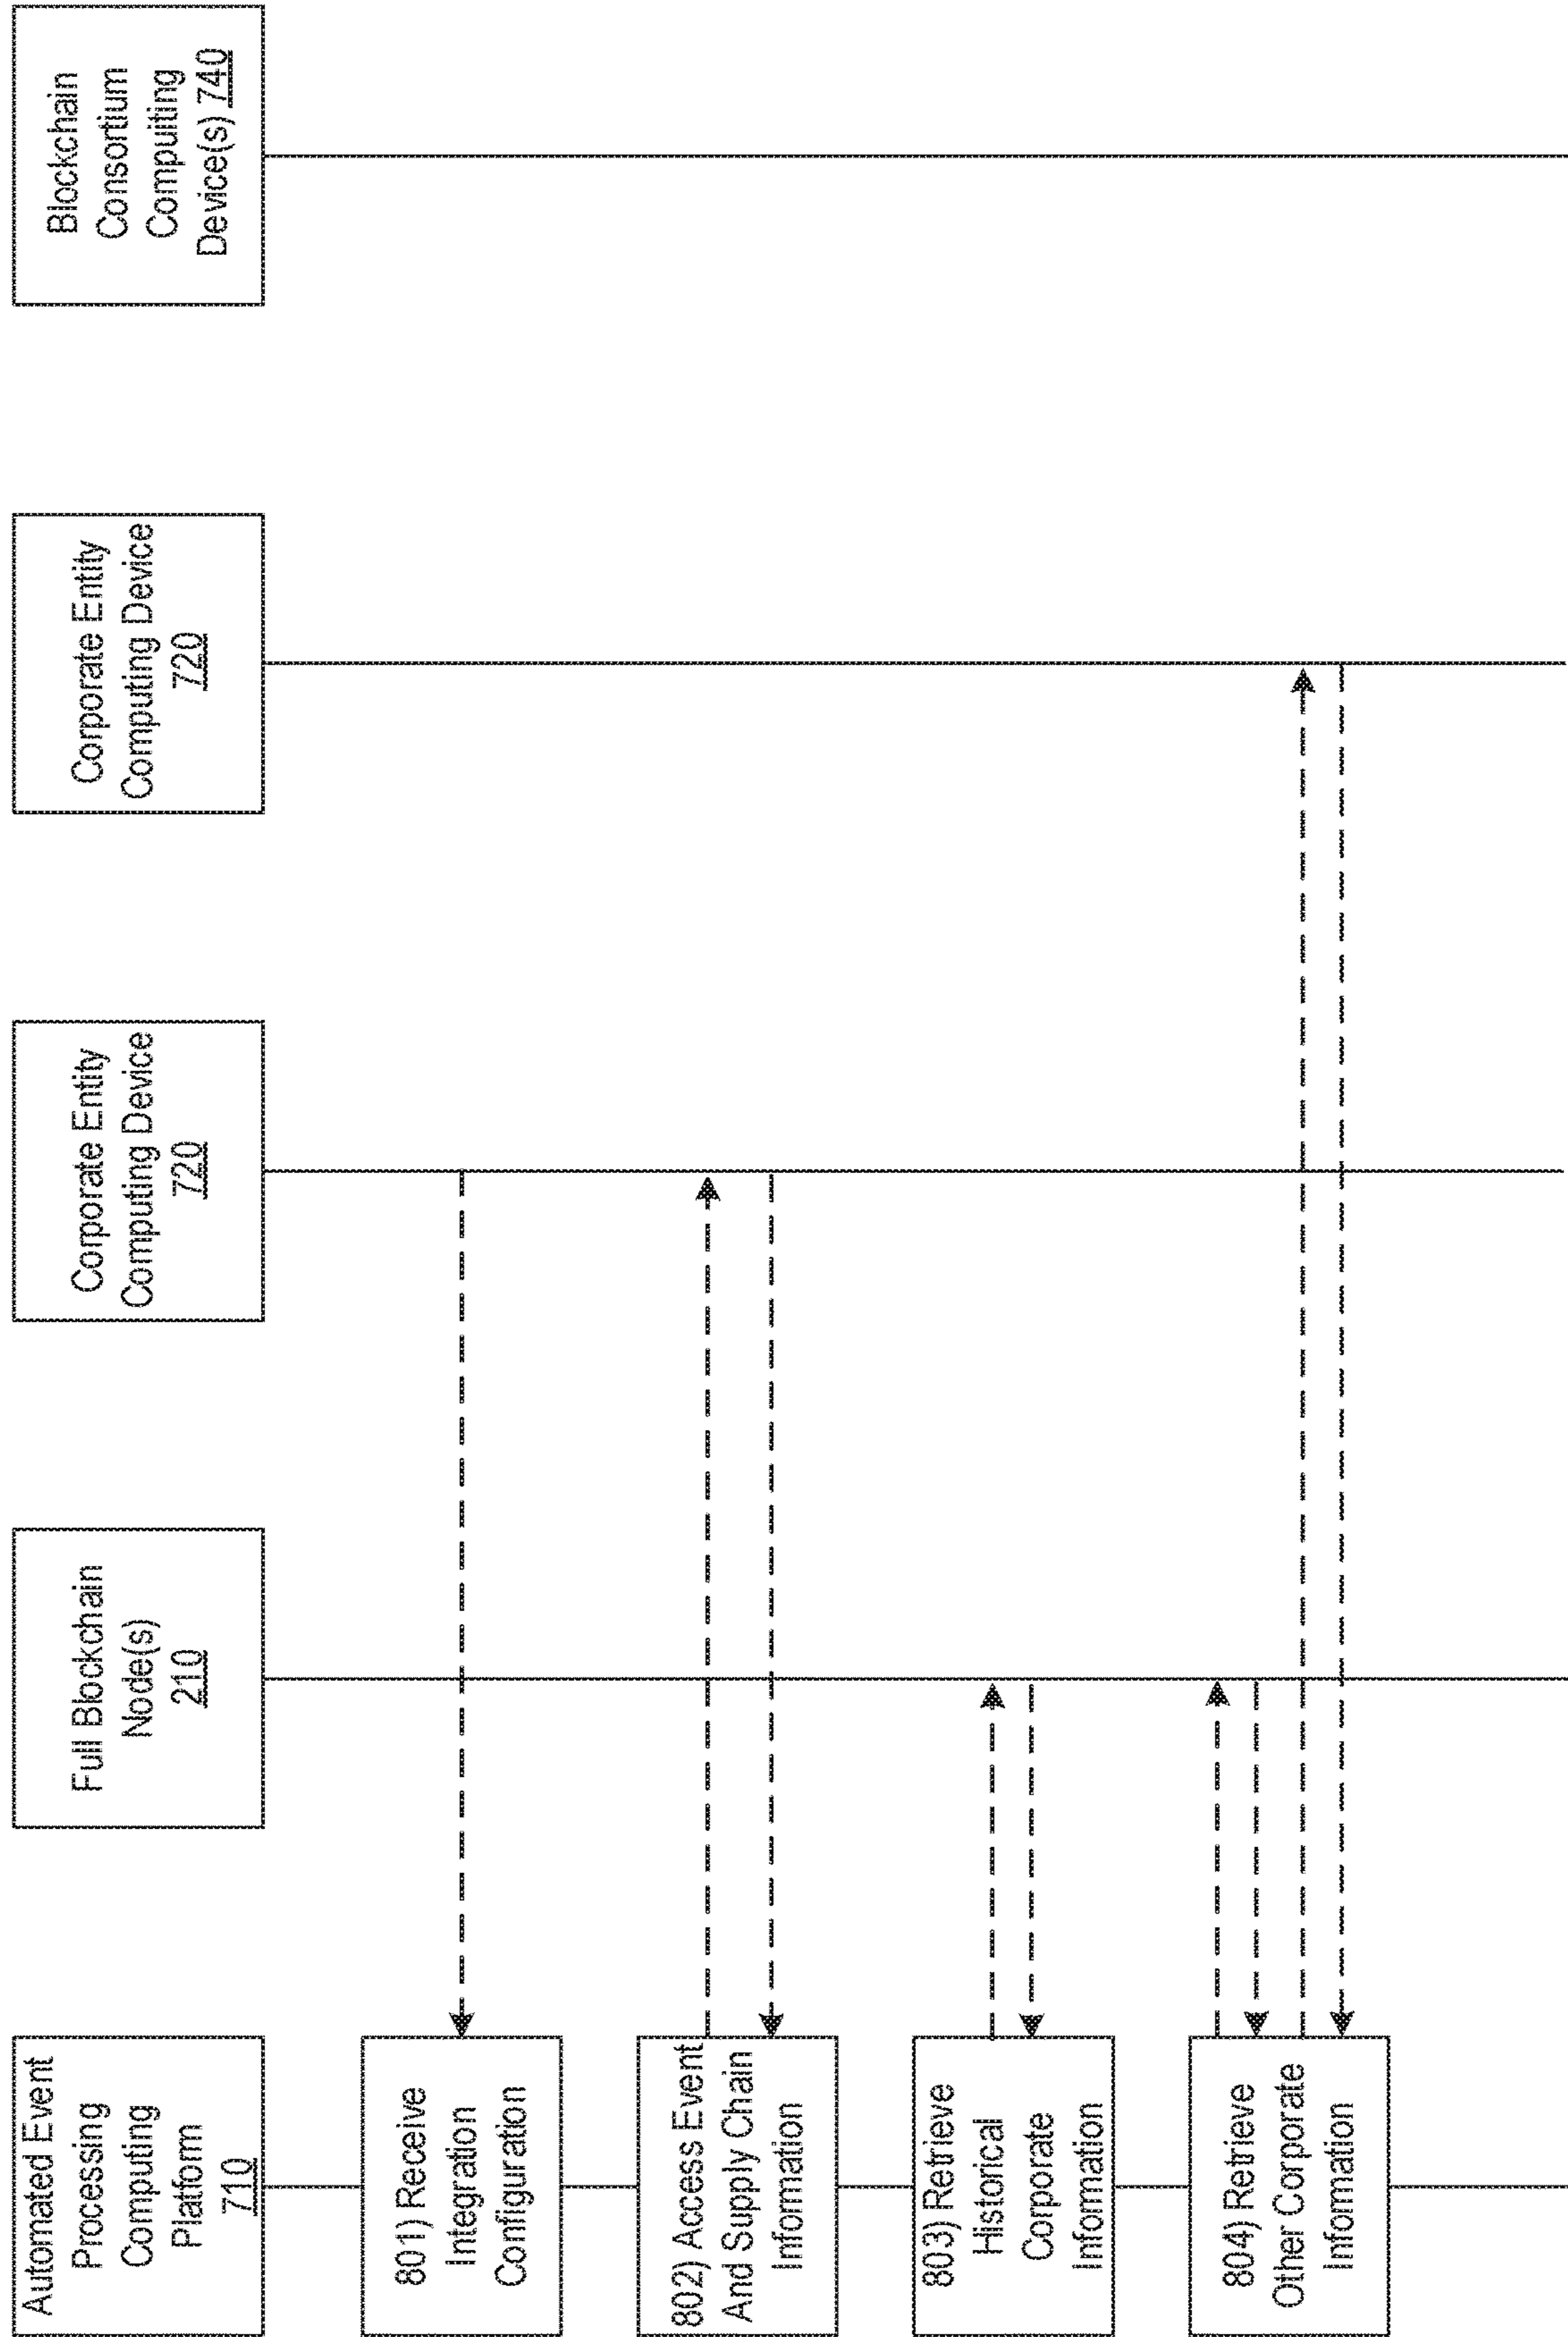 Automated Event
Processing
Computing
Platform
710
Full Blockchain
Node(s)
210
Corporate Entity
Computing Device
720
Corporate Entity
Computing Device
720
Blockchain
Consortium
Compuiting
Device(s) 740
801) Receive
Integration
Configuration
802) Access Event
And Supply Chain
Information
803) Retrieve
Historical
Corporate
Information
804) Retrieve
Other Corporate
Information